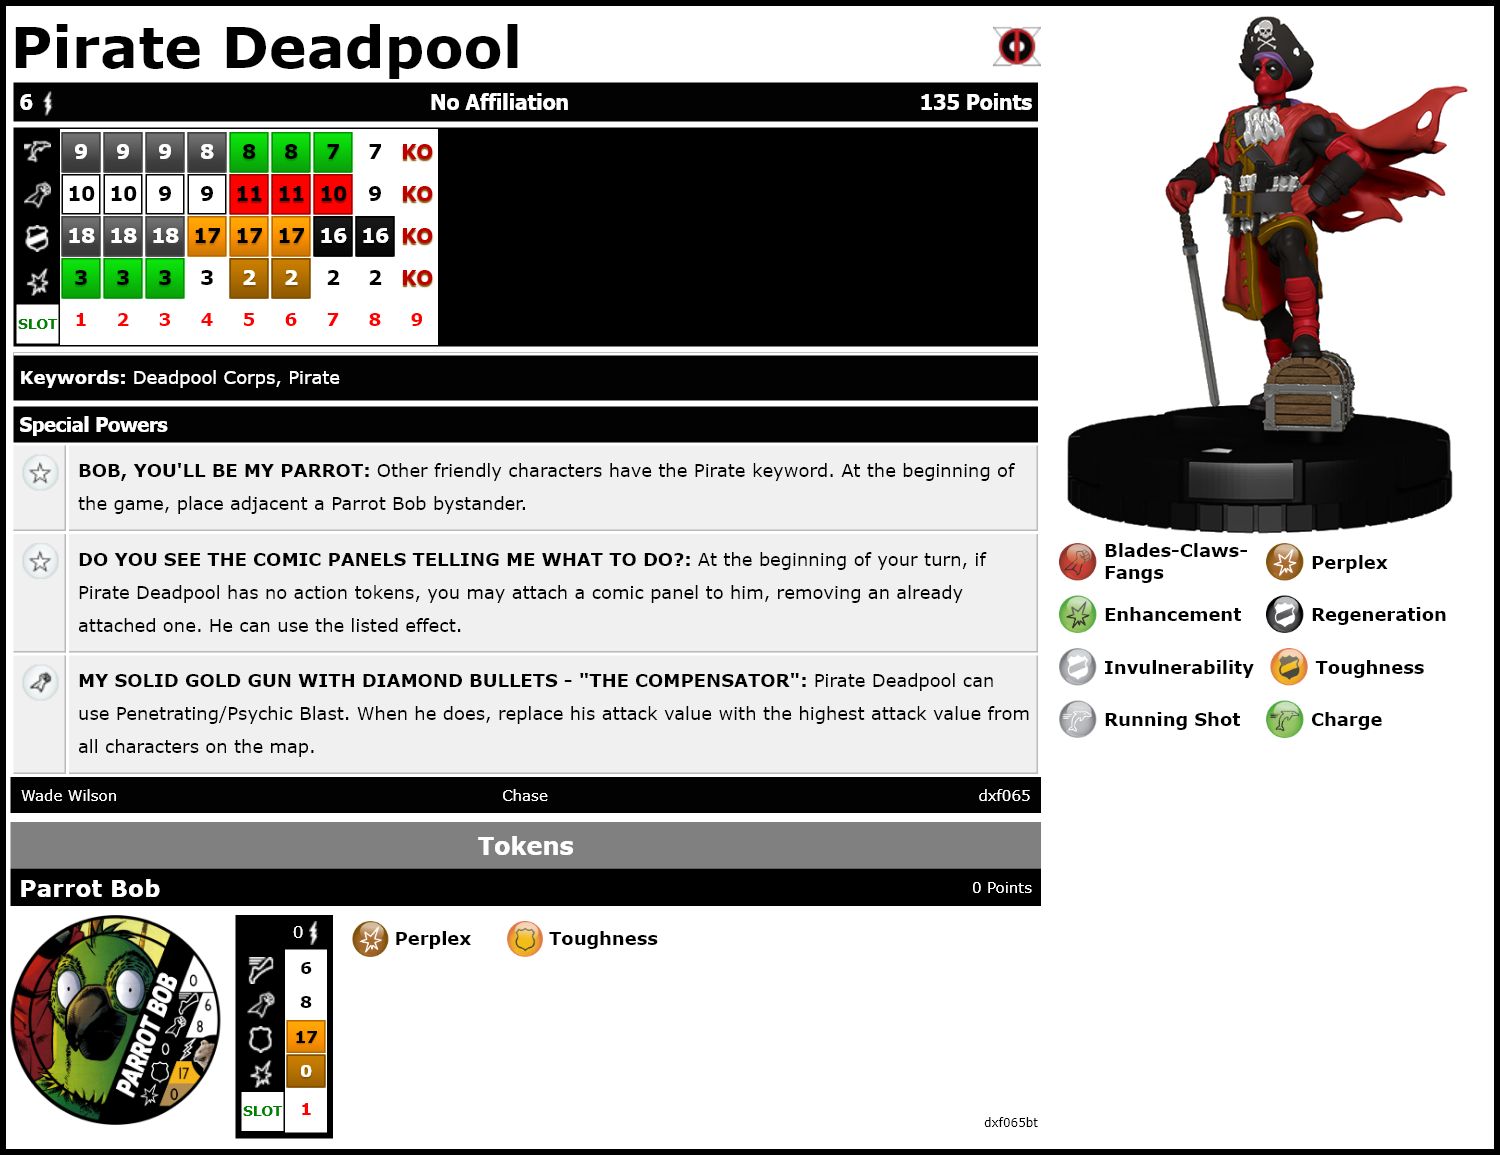 Pirate Deadpool
6 No Affiliation 135 Points
9 9 9 8 8 8 7 7 KO
10 10 9 9 11 11 10 9 KO
18 18 18 17 17 17 16 16 KO
3 3 3 3 2 2 2 2 KO
SLOT 1 2 3 4 5 6 7 8 9
Keywords: Deadpool Corps, Pirate
Special Powers
BOB, YOU'LL BE MY PARROT: Other friendly characters have the Pirate keyword. At the beginning of
the game, place adjacent a Parrot Bob bystander.
DO YOU SEE THE COMIC PANELS TELLING ME WHAT TO DO?: At the beginning of your turn, if
Pirate Deadpool has no action tokens, you may attach a comic panel to him, removing an already
attached one. He can use the listed effect.
MY SOLID GOLD GUN WITH DIAMOND BULLETS - "THE COMPENSATOR": Pirate Deadpool can
use Penetrating/Psychic Blast. When he does, replace his attack value with the highest attack value from
all characters on the map.
Wade Wilson Chase dxf065
Blades-Claws-
Fangs
Perplex
Enhancement Regeneration
Invulnerability Toughness
Running Shot Charge
Tokens
Parrot Bob 0 Points
PARROT BOB
0
6
8
0
17
0
0
6
8
17
0
SLOT 1
Perplex Toughness
dxf065bt